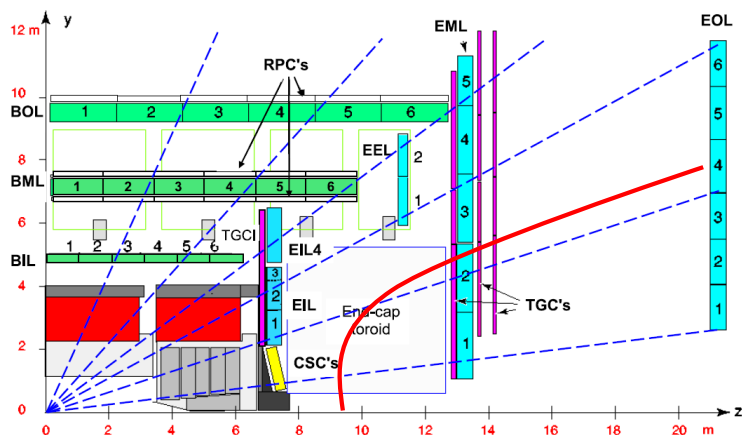 12 m
y
EML
EOL
RPC's
10
BOL
1 2 3 4 5 6
5
6
5
EEL
2
4
4
8
BML
1 2 3 4 5 6
1
3
3
6
TGCI
EIL4
BIL
1 2 3 4 5 6
2
2
4
3
2
1
EIL
End-cap
toroid
TGC's
1
1
2
CSC's
0
z
0 2 4 6 8 10 12 14 16 18 20 m